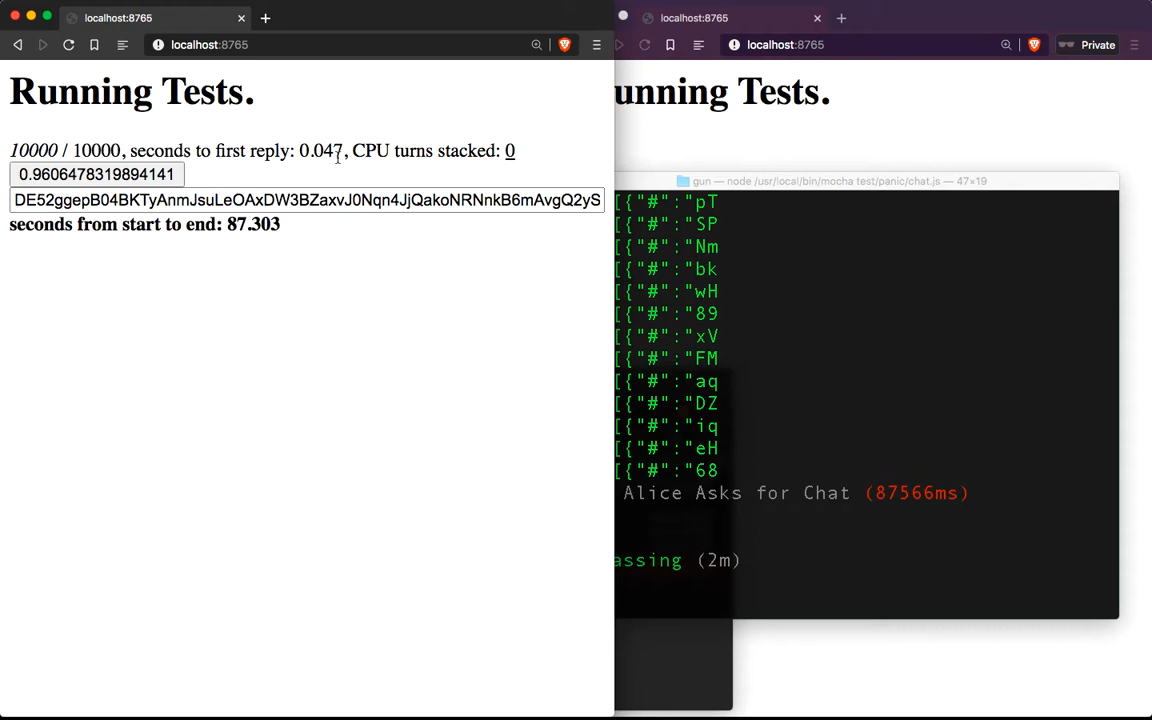 localhost:8765
localhost:8765
Running Tests.
10000 / 10000, seconds to first reply: 0.047, CPU turns stacked: 0
0.9606478319894141
DE52ggepB04BKTyAnmJsuLeOAxDW3BZaxvJ0Nqn4JjQakoNRNnkB6mAvgQ2yS
seconds from start to end: 87.303
localhost:8765
localhost:8765
Private
unning Tests.
gun — node /usr/local/bin/mocha test/panic/chat.js — 47×19
[{"#":"pT
[{"#":"SP
[{"#":"Nm
[{"#":"bk
[{"#":"wH
[{"#":"89
[{"#":"xV
[{"#":"FM
[{"#":"aq
[{"#":"DZ
[{"#":"iq
[{"#":"eH
[{"#":"68
Alice Asks for Chat (87566ms)
assing (2m)